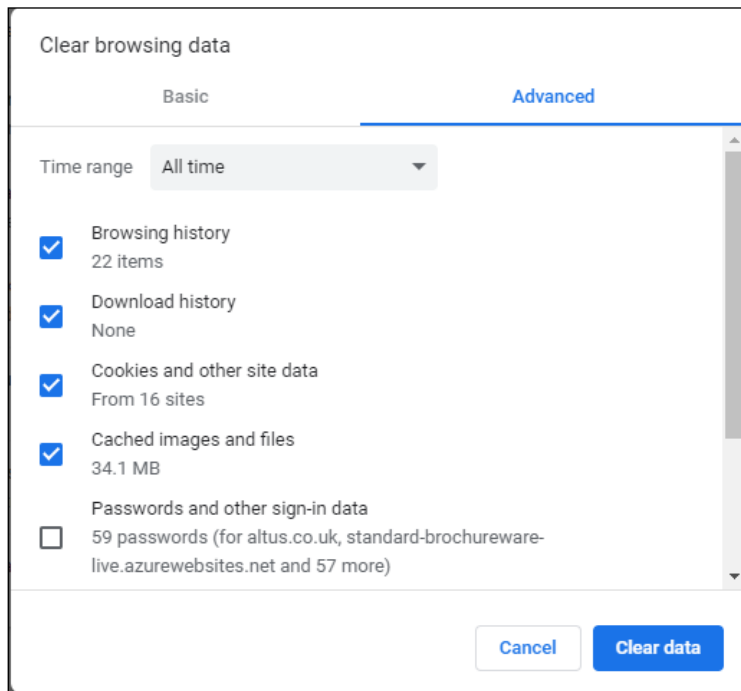 Clear browsing data
Basic
Advanced
Time range
All time
Browsing history
22 items
Download history
None
Cookies and other site data
From 16 sites
Cached images and files
34.1 MB
Passwords and other sign-in data
59 passwords (for altus.co.uk, standard-brochureware-
live.azurewebsites.net and 57 more)
Cancel
Clear data